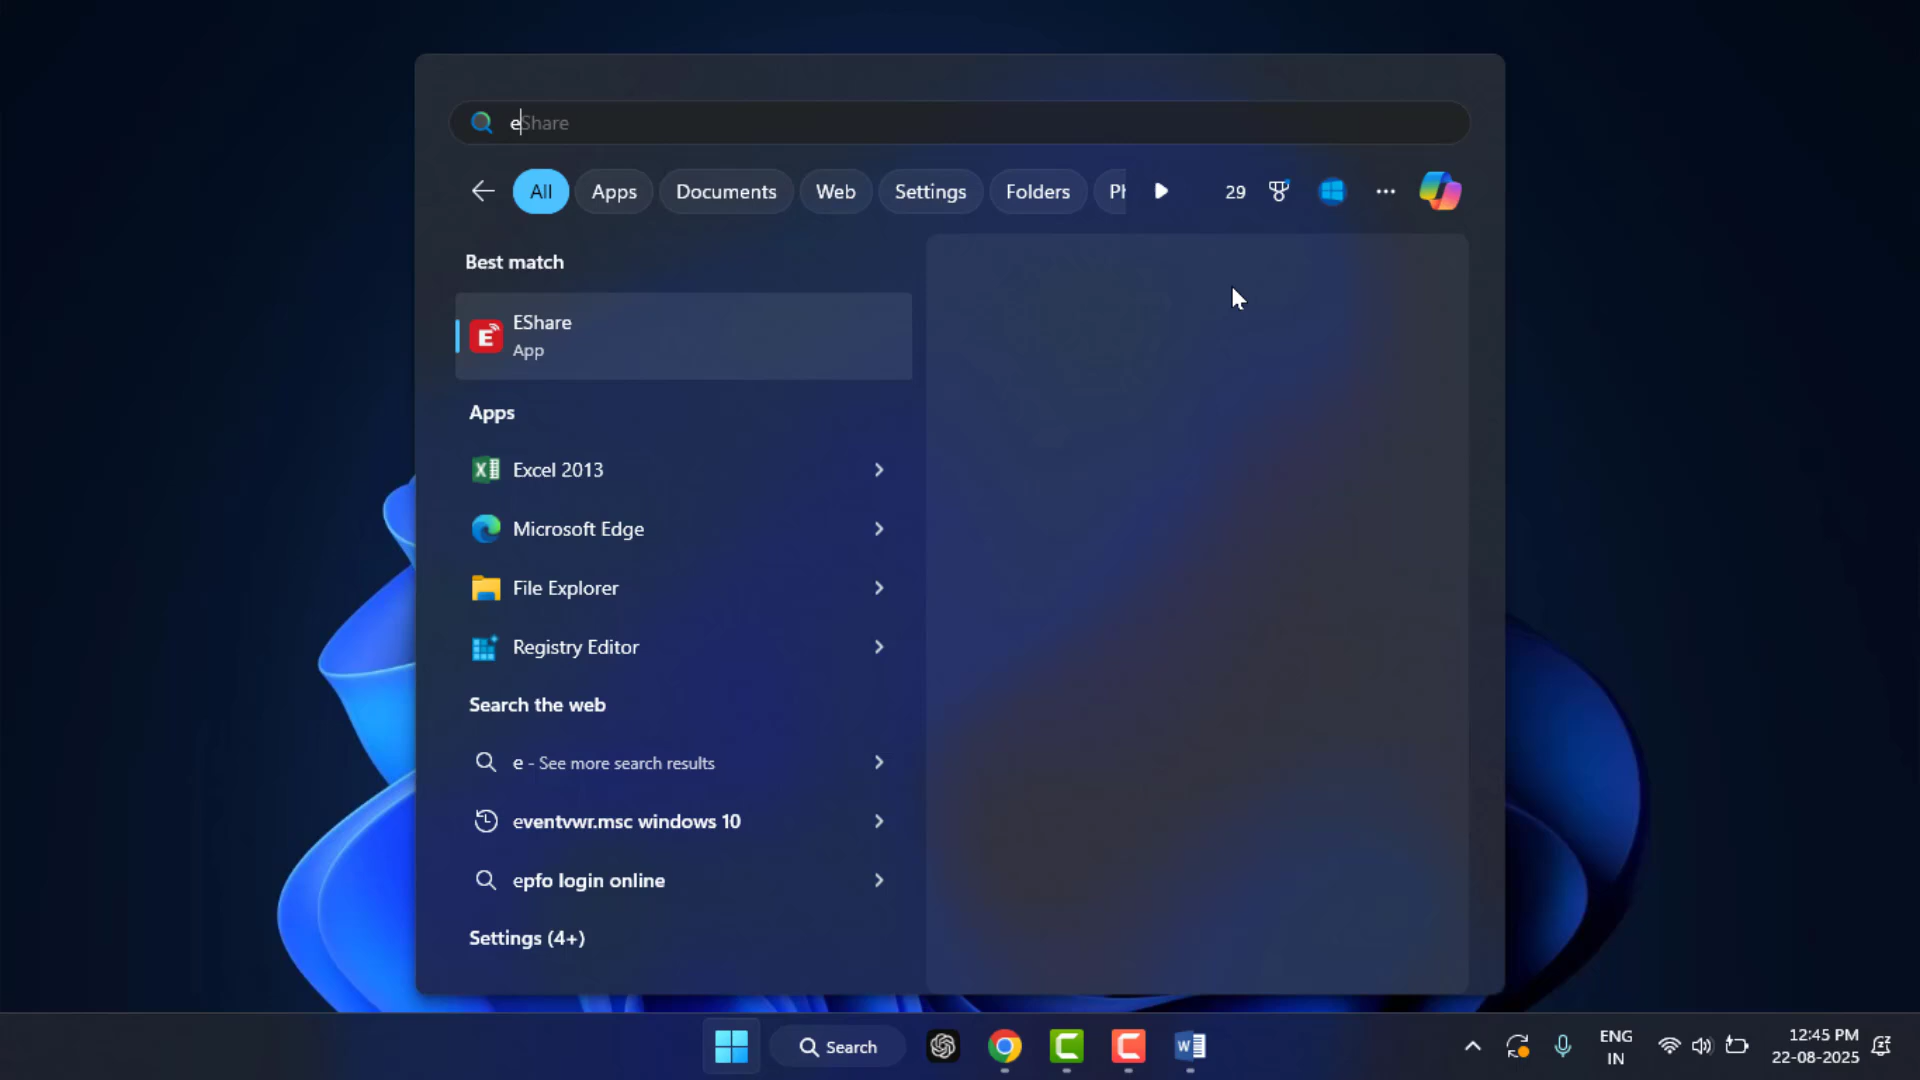 eShare
All Apps Documents Web Settings Folders Ph 29
Best match
EShare
App
Apps
Excel 2013
Microsoft Edge
File Explorer
Registry Editor
Search the web
e - See more search results
eventvwr.msc windows 10
epfo login online
Settings (4+)
Search
ENG
IN
12:45 PM
22-08-2025